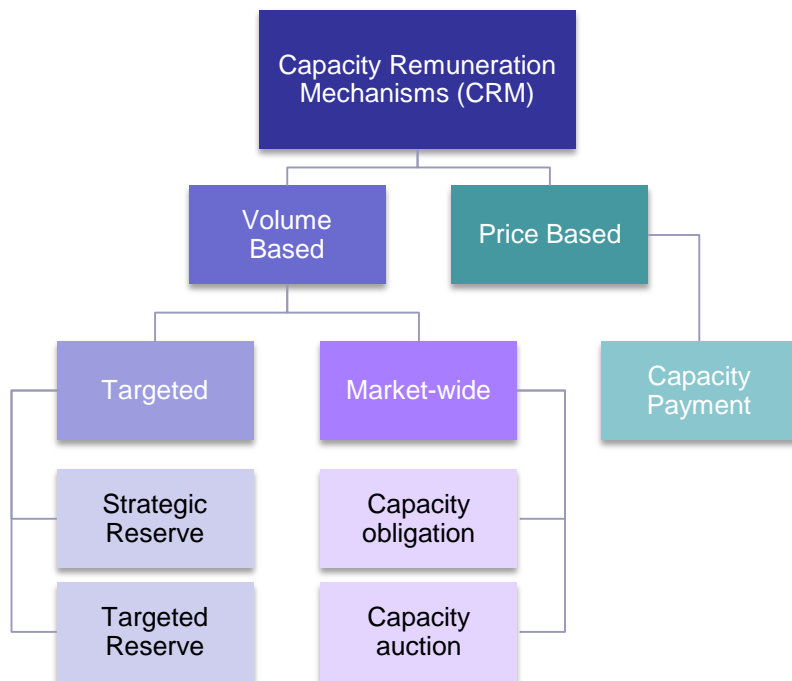 Capacity Remuneration
Mechanisms (CRM)
Volume
Based
Price Based
Targeted
Market-wide
Capacity
Payment
Strategic
Reserve
Capacity
obligation
Targeted
Reserve
Capacity
auction